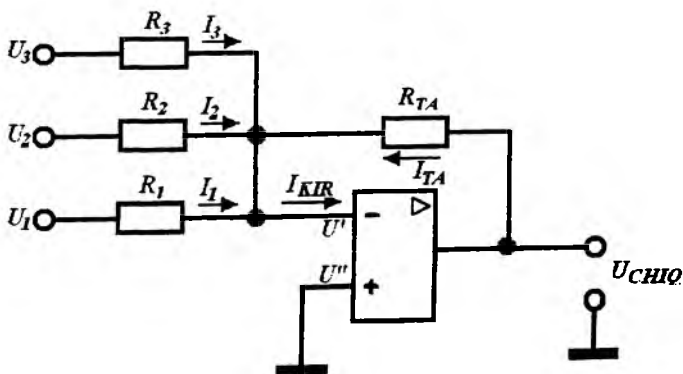 R3 I3
U3
R2 I2 RTA
U2
ITA
R1 I1 IKIR
U1
U' -
UCHIQ
U" +